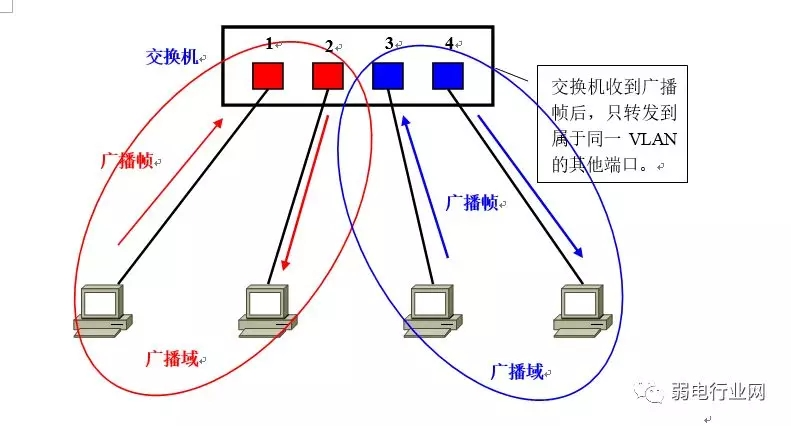 交换机
1 2 3 4
交换机收到广播
帧后，只转发到
属于同一 VLAN
的其他端口。
广播帧
广播帧
广播域
广播域
弱电行业网